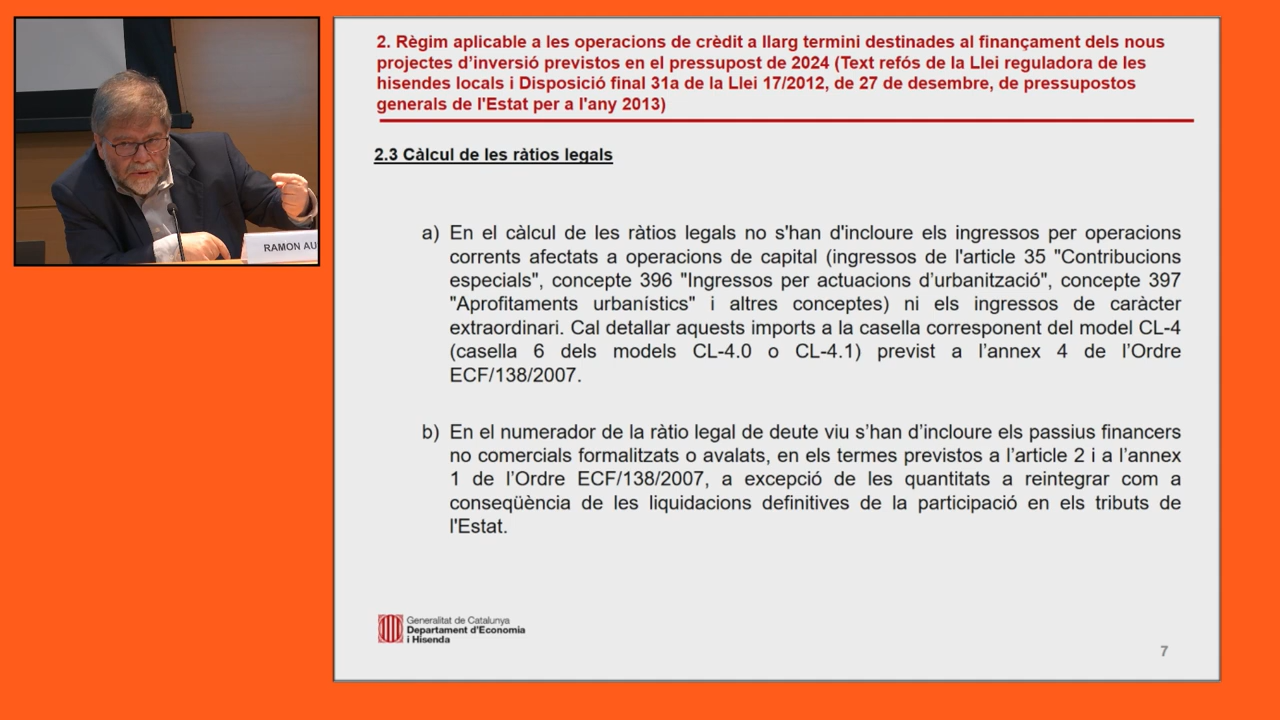 RAMON AU
2. Règim aplicable a les operacions de crèdit a llarg termini destinades al finançament dels nous
projectes d'inversió previstos en el pressupost de 2024 (Text refós de la Llei reguladora de les
hisendes locals i Disposició final 31a de la Llei 17/2012, de 27 de desembre, de pressupostos
generals de l'Estat per a l'any 2013)
2.3 Càlcul de les ràtios legals
a) En el càlcul de les ràtios legals no s'han d'incloure els ingressos per operacions
corrents afectats a operacions de capital (ingressos de l'article 35 "Contribucions
especials", concepte 396 "Ingressos per actuacions d’urbanització", concepte 397
"Aprofitaments urbanístics" i altres conceptes) ni els ingressos de caràcter
extraordinari. Cal detallar aquests imports a la casella corresponent del model CL-4
(casella 6 dels models CL-4.0 o CL-4.1) previst a l’annex 4 de l’Ordre
ECF/138/2007.
b) En el numerador de la ràtio legal de deute viu s’han d’incloure els passius financers
no comercials formalitzats o avalats, en els termes previstos a l’article 2 i a l’annex
1 de l’Ordre ECF/138/2007, a excepció de les quantitats a reintegrar com a
conseqüència de les liquidacions definitives de la participació en els tributs de
l'Estat.
Generalitat de Catalunya
Departament d'Economia
i Hisenda
7